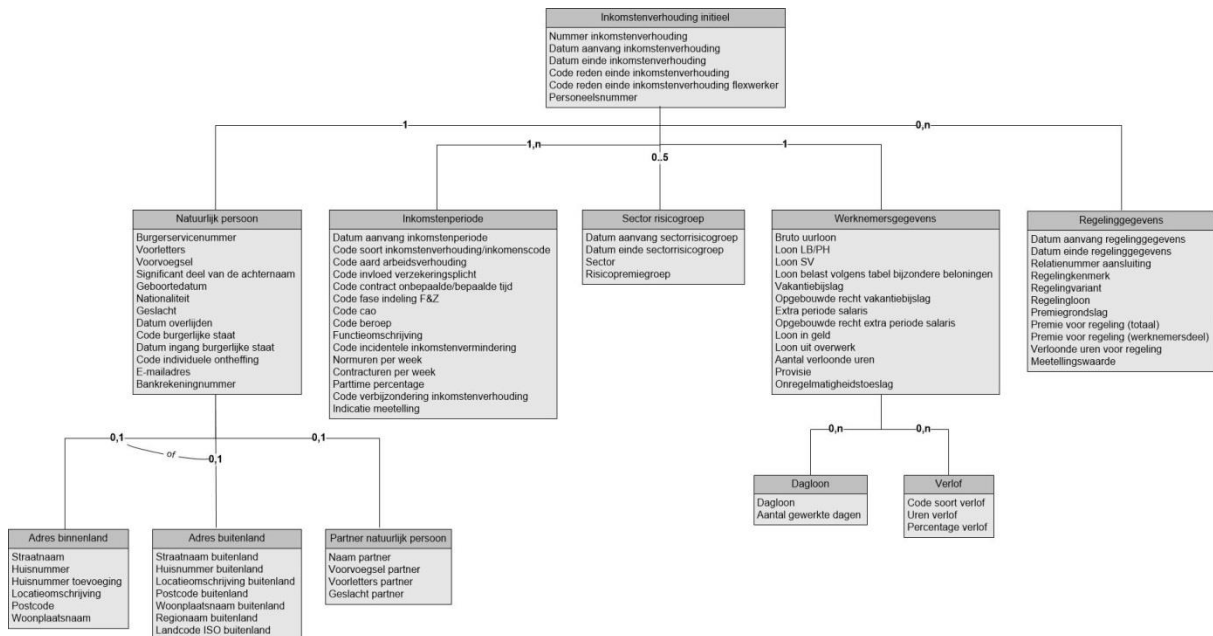 Inkomstenverhouding initieel
Nummer inkomstenverhouding
Datum aanvang inkomstenverhouding
Datum einde inkomstenverhouding
Code reden einde inkomstenverhouding
Code reden einde inkomstenverhouding flexwerker
Personeelsnummer
1
1,n
0..5
1
0,n
Natuurlijk persoon
Burgerservicenummer
Voorletters
Voorvoegsel
Significant deel van de achternaam
Geboortedatum
Nationaliteit
Geslacht
Datum overlijden
Code burgerlijke staat
Datum ingang burgerlijke staat
Code individuele ontheffing
E-mailadres
Bankrekeningnummer
Inkomstenperiode
Datum aanvang inkomstenperiode
Code soort inkomstenverhouding/inkomenscode
Code aard arbeidsverhouding
Code invloed verzekeringsplicht
Code contract onbepaalde/bepaalde tijd
Code fase indeling F&Z
Code cao
Code beroep
Functieomschrijving
Code incidentele inkomstenvermindering
Normuren per week
Contracturen per week
Parttime percentage
Code verbijzondering inkomstenverhouding
Indicatie meetelling
Sector risicogroep
Datum aanvang sectorrisicogroep
Datum einde sectorrisicogroep
Sector
Risicopremiegroep
Werknemersgegevens
Bruto uurloon
Loon LB/PH
Loon SV
Loon belast volgens tabel bijzondere beloningen
Vakantiebijslag
Opgebouwde recht vakantiebijslag
Extra periode salaris
Opgebouwde recht extra periode salaris
Loon in geld
Loon uit overwerk
Aantal verloonde uren
Provisie
Onregelmatigheidstoeslag
Regelinggegevens
Datum aanvang regelinggegevens
Datum einde regelinggegevens
Relatienummer aansluiting
Regelingkenmerk
Regelingvariant
Regelingloon
Premiegrondslag
Premie voor regeling (totaal)
Premie voor regeling (werknemersdeel)
Verloonde uren voor regeling
Meetellingswaarde
0,1
of
0,1
0,1
0,n
0,n
Adres binnenland
Straatnaam
Huisnummer
Huisnummer toevoeging
Locatieomschrijving
Postcode
Woonplaatsnaam
Adres buitenland
Straatnaam buitenland
Huisnummer buitenland
Locatieomschrijving buitenland
Postcode buitenland
Woonplaatsnaam buitenland
Regionaam buitenland
Landcode ISO buitenland
Partner natuurlijk persoon
Naam partner
Voorvoegsel partner
Voorletters partner
Geslacht partner
Dagloon
Dagloon
Aantal gewerkte dagen
Verlof
Code soort verlof
Uren verlof
Percentage verlof